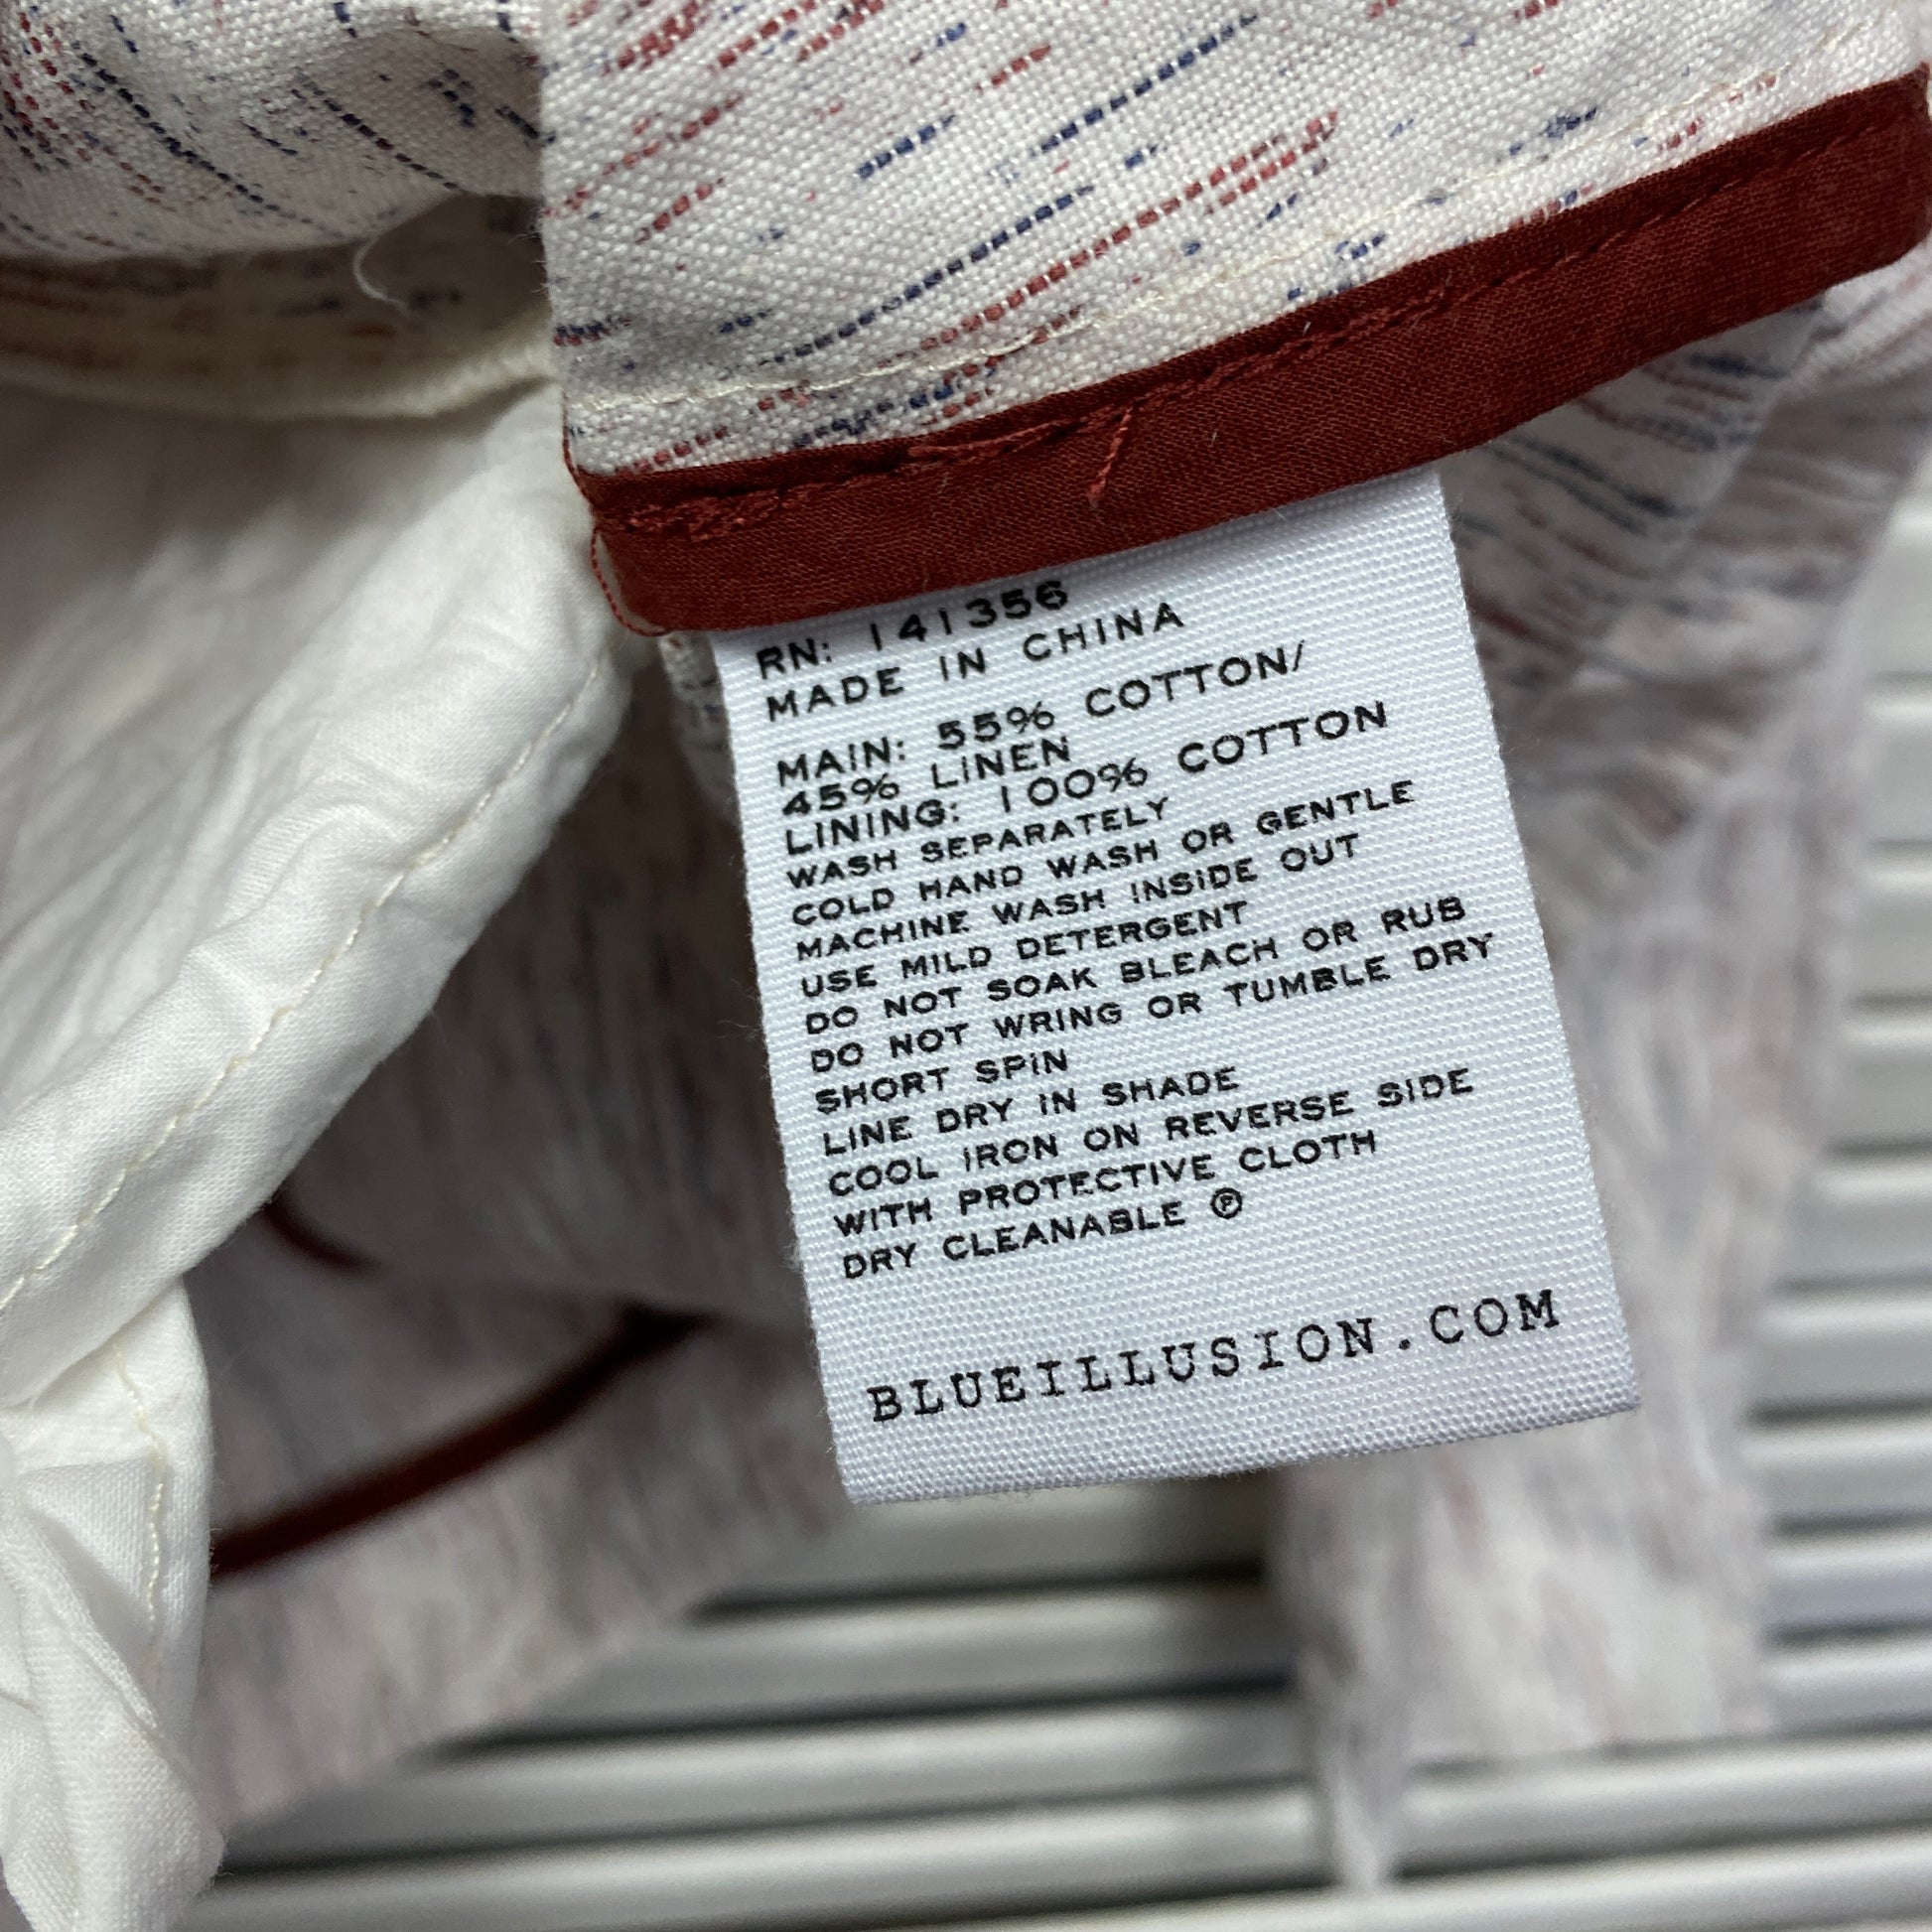 RN: 141356
MADE IN CHINA
MAIN: 55% COTTON/
45% LINEN
LINING: 100% COTTON
WASH SEPARATELY
COLD HAND WASH OR GENTLE
MACHINE WASH INSIDE OUT
USE MILD DETERGENT
DO NOT SOAK BLEACH OR RUB
DO NOT WRING OR TUMBLE DRY
SHORT SPIN
LINE DRY IN SHADE
COOL IRON ON REVERSE SIDE
WITH PROTECTIVE CLOTH
DRY CLEANABLE Ⓟ
BLUEILLUSION.COM